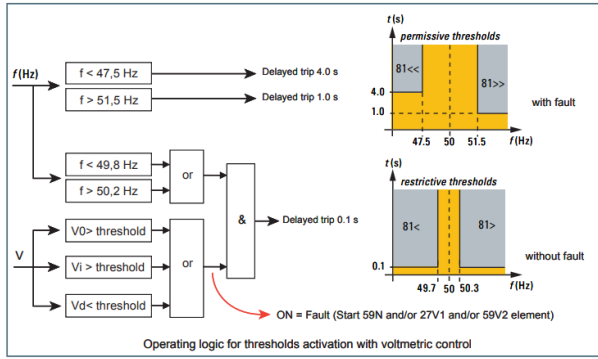 f(Hz)
f < 47,5 Hz
Delayed trip 4.0 s
f > 51,5 Hz
Delayed trip 1.0 s
f < 49,8 Hz
f > 50,2 Hz
or
&
Delayed trip 0.1 s
V
V0> threshold
Vi > threshold
Vd< threshold
or
ON = Fault (Start 59N and/or 27V1 and/or 59V2 element)
t(s)
permissive thresholds
81<<
81>>
4.0
1.0
with fault
47.5 50 51.5 f(Hz)
t(s)
restrictive thresholds
81<
81>
without fault
0.1
49.7 50 50.3 f(Hz)
Operating logic for thresholds activation with voltmetric control